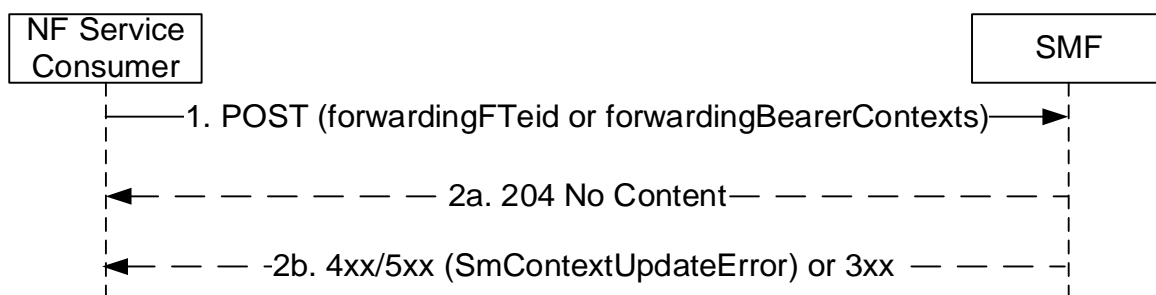 NF Service
Consumer
SMF
1. POST (forwardingFTeid or forwardingBearerContexts)
2a. 204 No Content
2b. 4xx/5xx (SmContextUpdateError) or 3xx